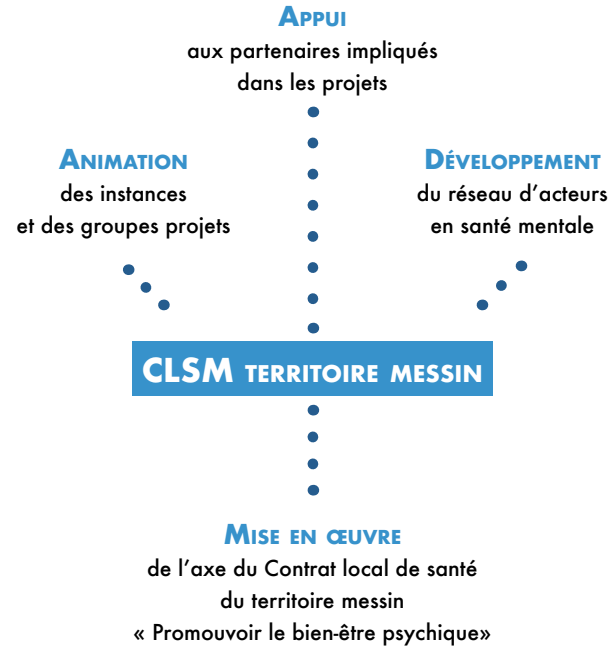 Appui
aux partenaires impliqués
dans les projets
Animation
des instances
et des groupes projets
Développement
du réseau d’acteurs
en santé mentale
CLSM territoire messin
Mise en œuvre
de l’axe du Contrat local de santé
du territoire messin
« Promouvoir le bien-être psychique»